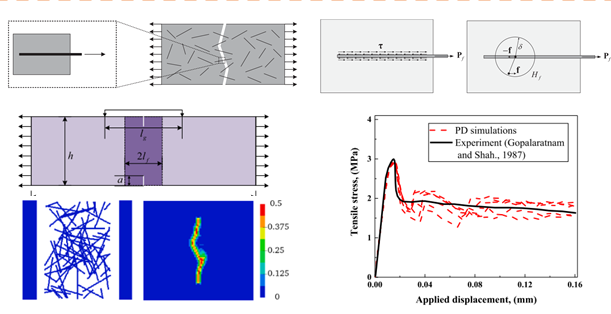 τ
P_f
-f
δ
f
H_f
P_f
l_g
h
2l_f
a
0.5
0.375
0.25
0.125
0
4
3
2
1
0
Tensile stress, (MPa)
PD simulations
Experiment (Gopalaratnam
and Shah., 1987)
0.00
0.04
0.08
0.12
0.16
Applied displacement, (mm)